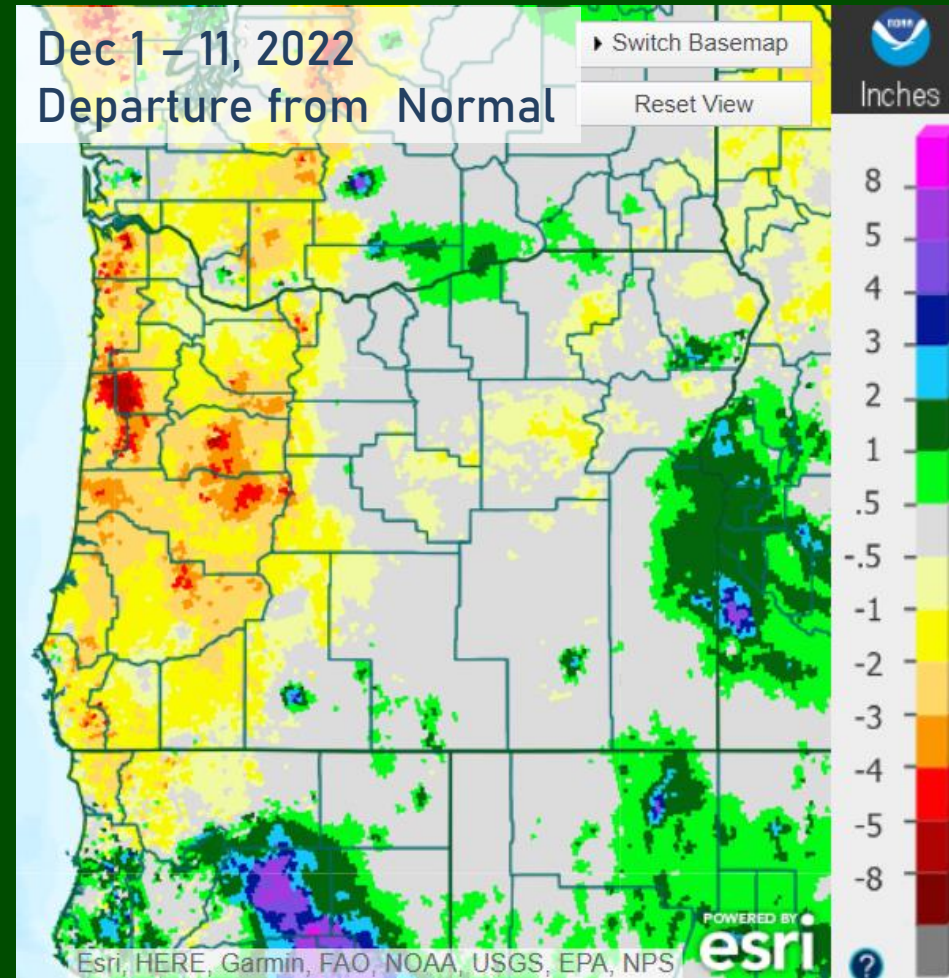 Dec 1 – 11, 2022
Departure from Normal
Switch Basemap
Reset View
NOAA
Inches
8
5
4
3
2
1
.5
-.5
-1
-2
-3
-4
-5
-8
POWERED BY
esri
Esri, HERE, Garmin, FAO, NOAA, USGS, EPA, NPS
?